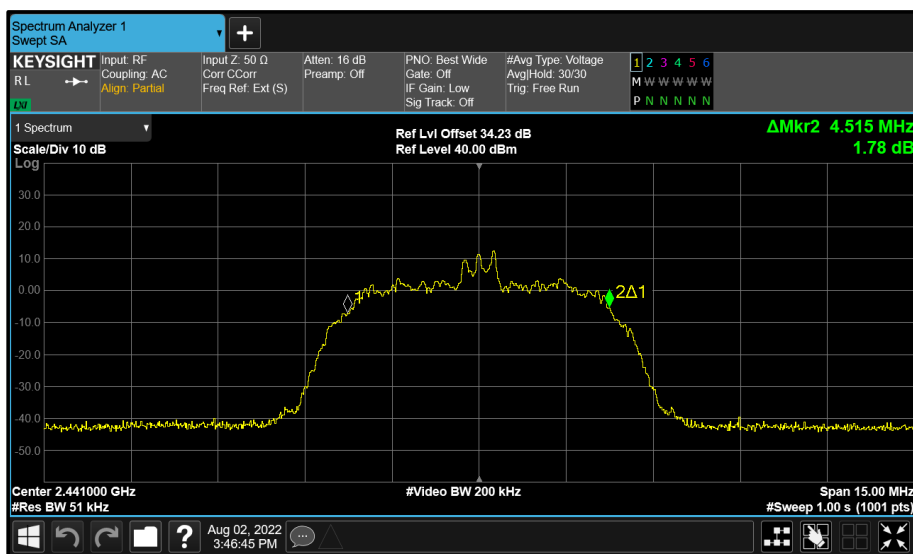 Spectrum Analyzer 1
Swept SA
KEYSIGHT
RL
LXI
Input: RF
Coupling: AC
Align: Partial
Input Z: 50 Ω
Corr CCorr
Freq Ref: Ext (S)
Atten: 16 dB
Preamp: Off
PNO: Best Wide
Gate: Off
IF Gain: Low
Sig Track: Off
#Avg Type: Voltage
Avg|Hold: 30/30
Trig: Free Run
1 2 3 4 5 6
M W W W W W
P N N N N N
1 Spectrum
Scale/Div 10 dB
Log
Ref Lvl Offset 34.23 dB
Ref Level 40.00 dBm
ΔMkr2 4.515 MHz
1.78 dB
30.0
20.0
10.0
0.00
-10.0
-20.0
-30.0
-40.0
-50.0
1
2Δ1
Center 2.441000 GHz
#Res BW 51 kHz
#Video BW 200 kHz
Span 15.00 MHz
#Sweep 1.00 s (1001 pts)
?
Aug 02, 2022
3:46:45 PM